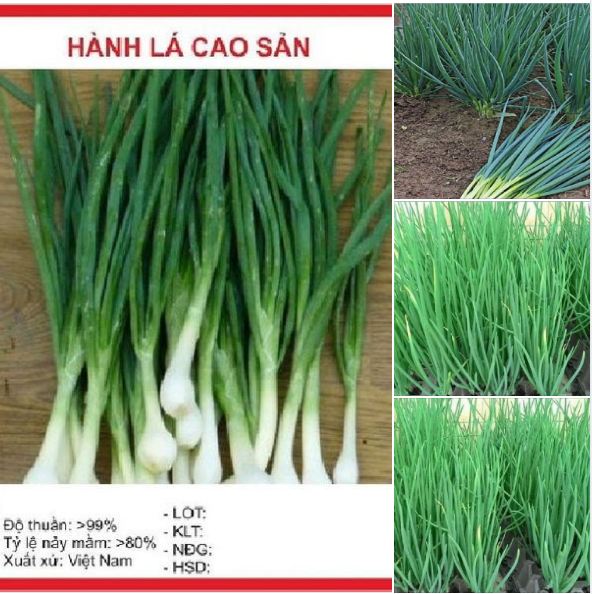 HÀNH LÁ CAO SẢN
Độ thuần: >99%
Tỷ lệ nảy mầm: >80%
Xuất xứ: Việt Nam
- LOT:
- KLT:
- NĐG:
- HSD: